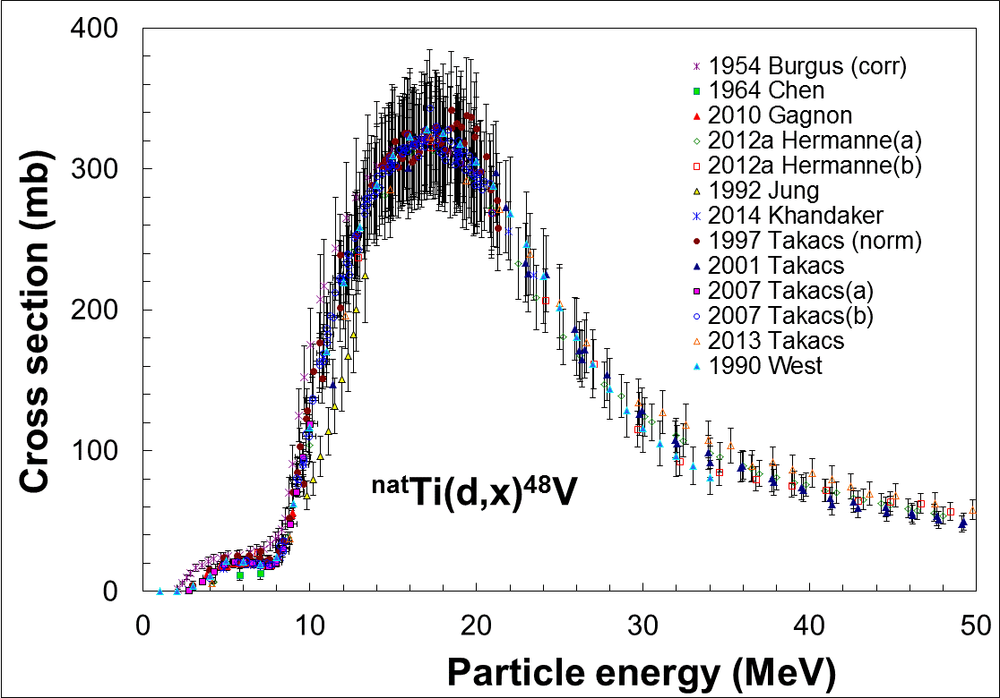 400
300
200
100
0
Cross section (mb)
1954 Burgus (corr)
1964 Chen
2010 Gagnon
2012a Hermanne(a)
2012a Hermanne(b)
1992 Jung
2014 Khandaker
1997 Takacs (norm)
2001 Takacs
2007 Takacs(a)
2007 Takacs(b)
2013 Takacs
1990 West
natTi(d,x)48V
0 10 20 30 40 50
Particle energy (MeV)